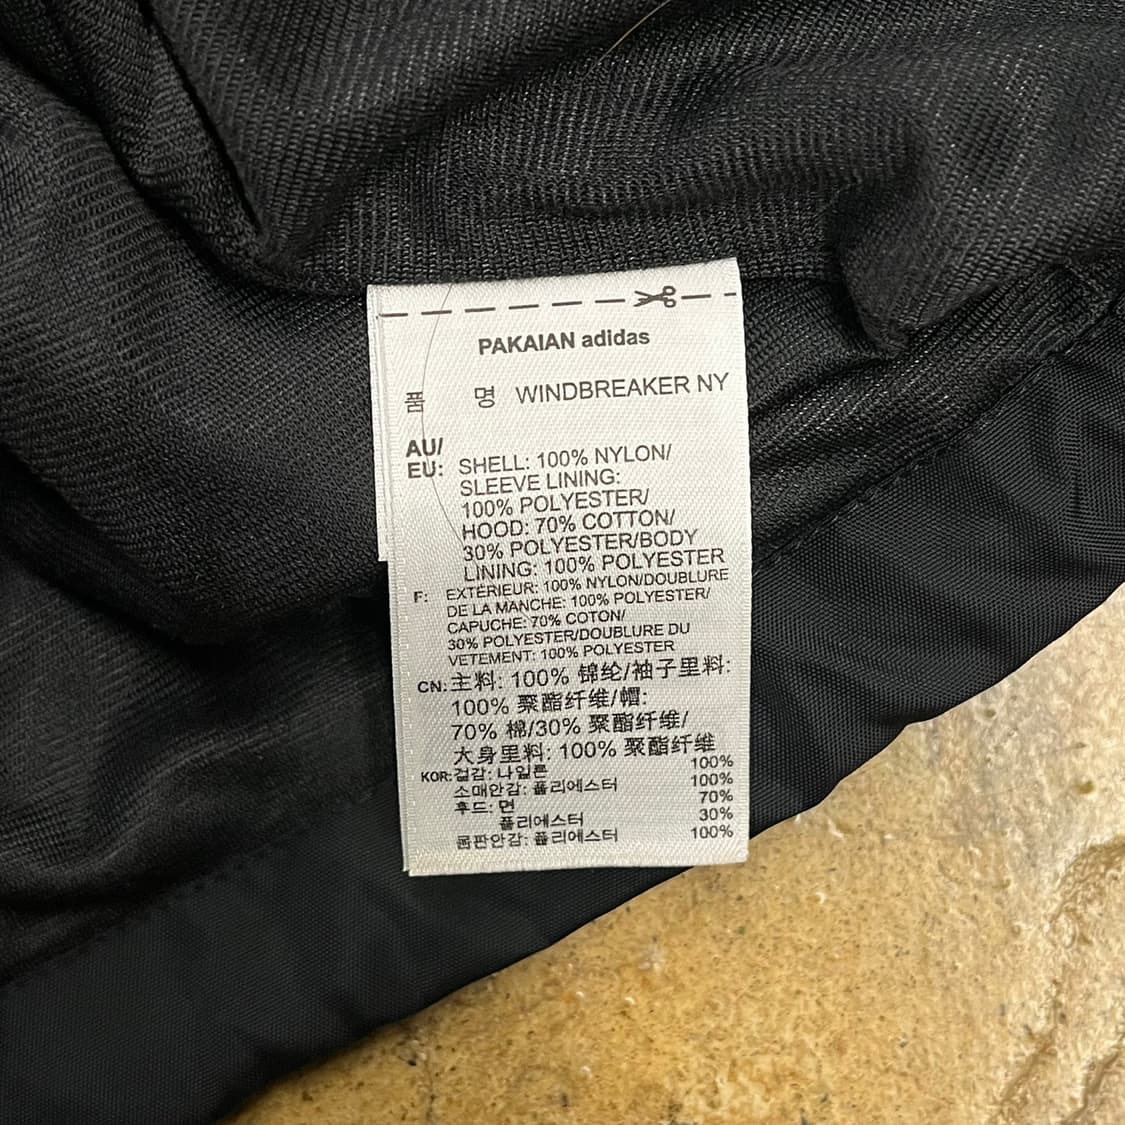 PAKAIAN adidas
품 명 WINDBREAKER NY
AU/
EU: SHELL: 100% NYLON/
SLEEVE LINING:
100% POLYESTER/
HOOD: 70% COTTON/
30% POLYESTER/BODY
LINING: 100% POLYESTER
F: EXTÉRIEUR: 100% NYLON/DOUBLURE
DE LA MANCHE: 100% POLYESTER/
CAPUCHE: 70% COTON/
30% POLYESTER/DOUBLURE DU
VETEMENT: 100% POLYESTER
CN: 主料: 100% 锦纶/袖子里料:
100% 聚酯纤维/帽:
70% 棉/30% 聚酯纤维/
大身里料: 100% 聚酯纤维
KOR: 겉감: 나일론 100%
소매안감: 폴리에스터 100%
후드: 면 70%
폴리에스터 30%
몸판안감: 폴리에스터 100%